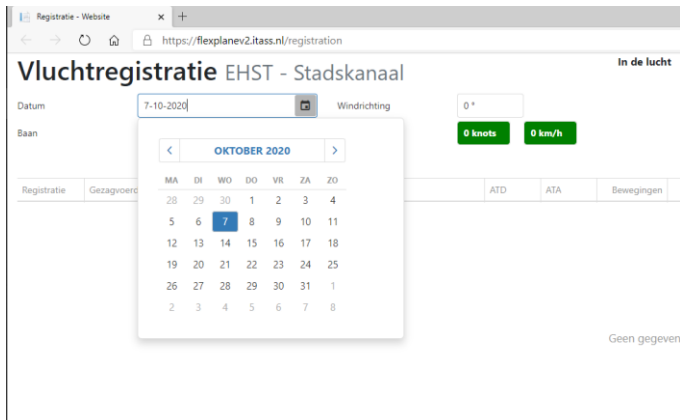 Registratie - Website
https://flexplanev2.itass.nl/registration
Vluchtregistratie EHST - Stadskanaal
In de lucht
Datum 7-10-2020 Windrichting 0 °
Baan 0 knots 0 km/h
OKTOBER 2020
MA DI WO DO VR ZA ZO
28 29 30 1 2 3 4
5 6 7 8 9 10 11
12 13 14 15 16 17 18
19 20 21 22 23 24 25
26 27 28 29 30 31 1
2 3 4 5 6 7 8
Registratie Gezagvoerd ATD ATA Bewegingen
Geen gegeven